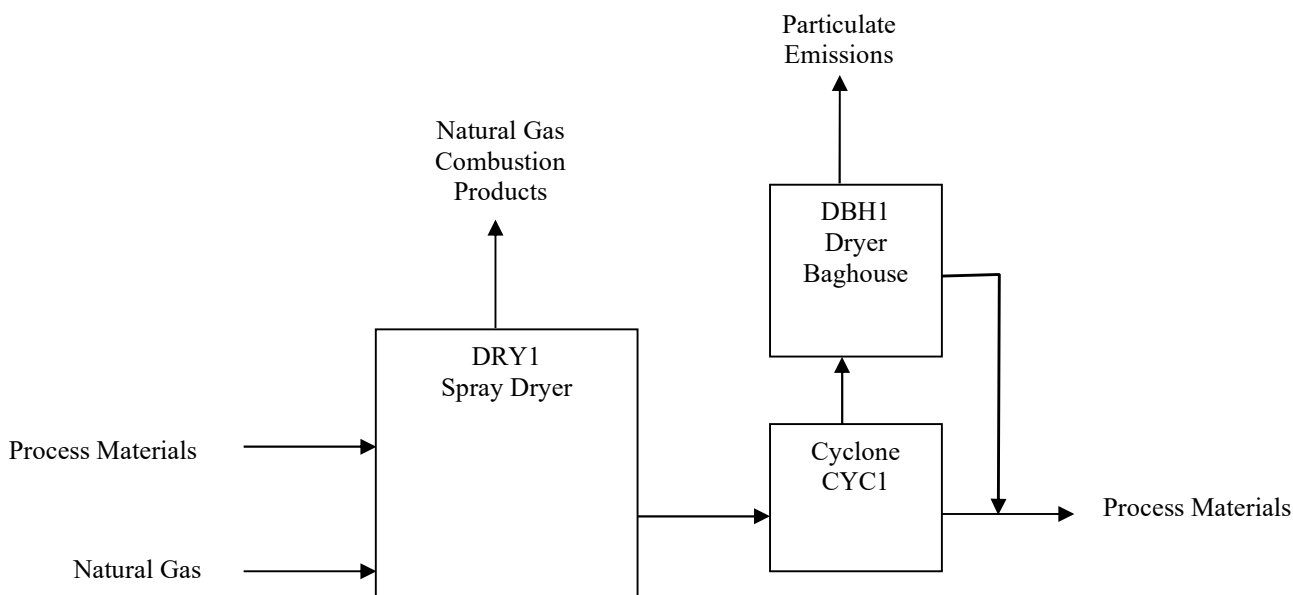 Particulate
Emissions
Natural Gas
Combustion
Products
DBH1
Dryer
Baghouse
DRY1
Spray Dryer
Process Materials
Cyclone
CYC1
Process Materials
Natural Gas